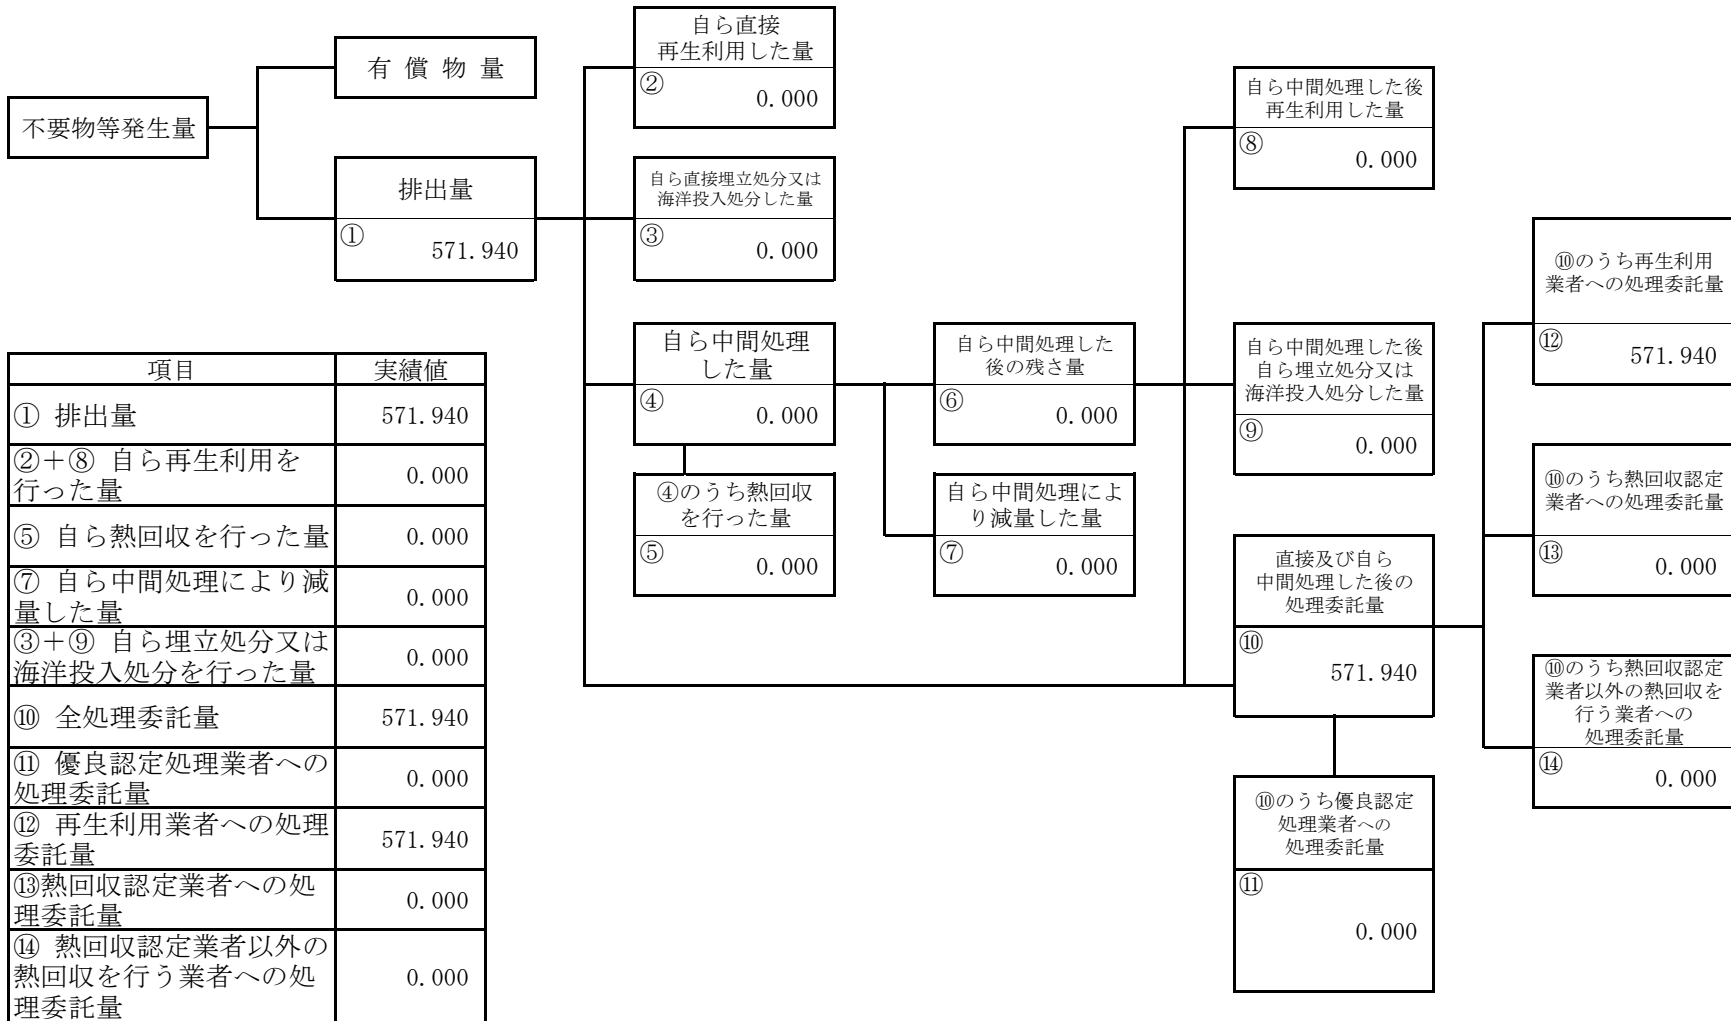 不要物等発生量
有 償 物 量
排出量
①
571.940
自ら直接
再生利用した量
②
0.000
自ら直接埋立処分又は
海洋投入処分した量
③
0.000
自ら中間処理
した量
④
0.000
④のうち熱回収
を行った量
⑤
0.000
自ら中間処理した
後の残さ量
⑥
0.000
自ら中間処理によ
り減量した量
⑦
0.000
自ら中間処理した後
再生利用した量
⑧
0.000
自ら中間処理した後
自ら埋立処分又は
海洋投入処分した量
⑨
0.000
直接及び自ら
中間処理した後の
処理委託量
⑩
571.940
⑩のうち優良認定
処理業者への
処理委託量
⑪
0.000
⑩のうち再生利用
業者への処理委託量
⑫
571.940
⑩のうち熱回収認定
業者への処理委託量
⑬
0.000
⑩のうち熱回収認定
業者以外の熱回収を
行う業者への
処理委託量
⑭
0.000
項目 実績値
① 排出量 571.940
②＋⑧ 自ら再生利用を
行った量 0.000
⑤ 自ら熱回収を行った量 0.000
⑦ 自ら中間処理により減
量した量 0.000
③＋⑨ 自ら埋立処分又は
海洋投入処分を行った量 0.000
⑩ 全処理委託量 571.940
⑪ 優良認定処理業者への
処理委託量 0.000
⑫ 再生利用業者への処理
委託量 571.940
⑬熱回収認定業者への処
理委託量 0.000
⑭ 熱回収認定業者以外の
熱回収を行う業者への処
理委託量 0.000